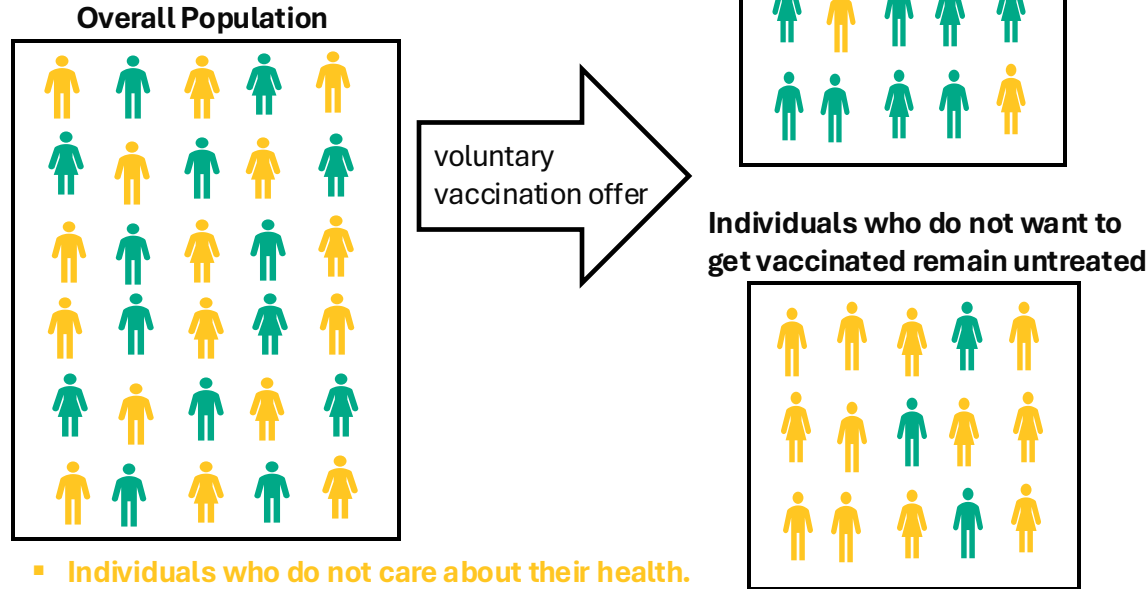 Overall Population
voluntary
vaccination offer
Individuals who do not want to
get vaccinated remain untreated
▪ Individuals who do not care about their health.